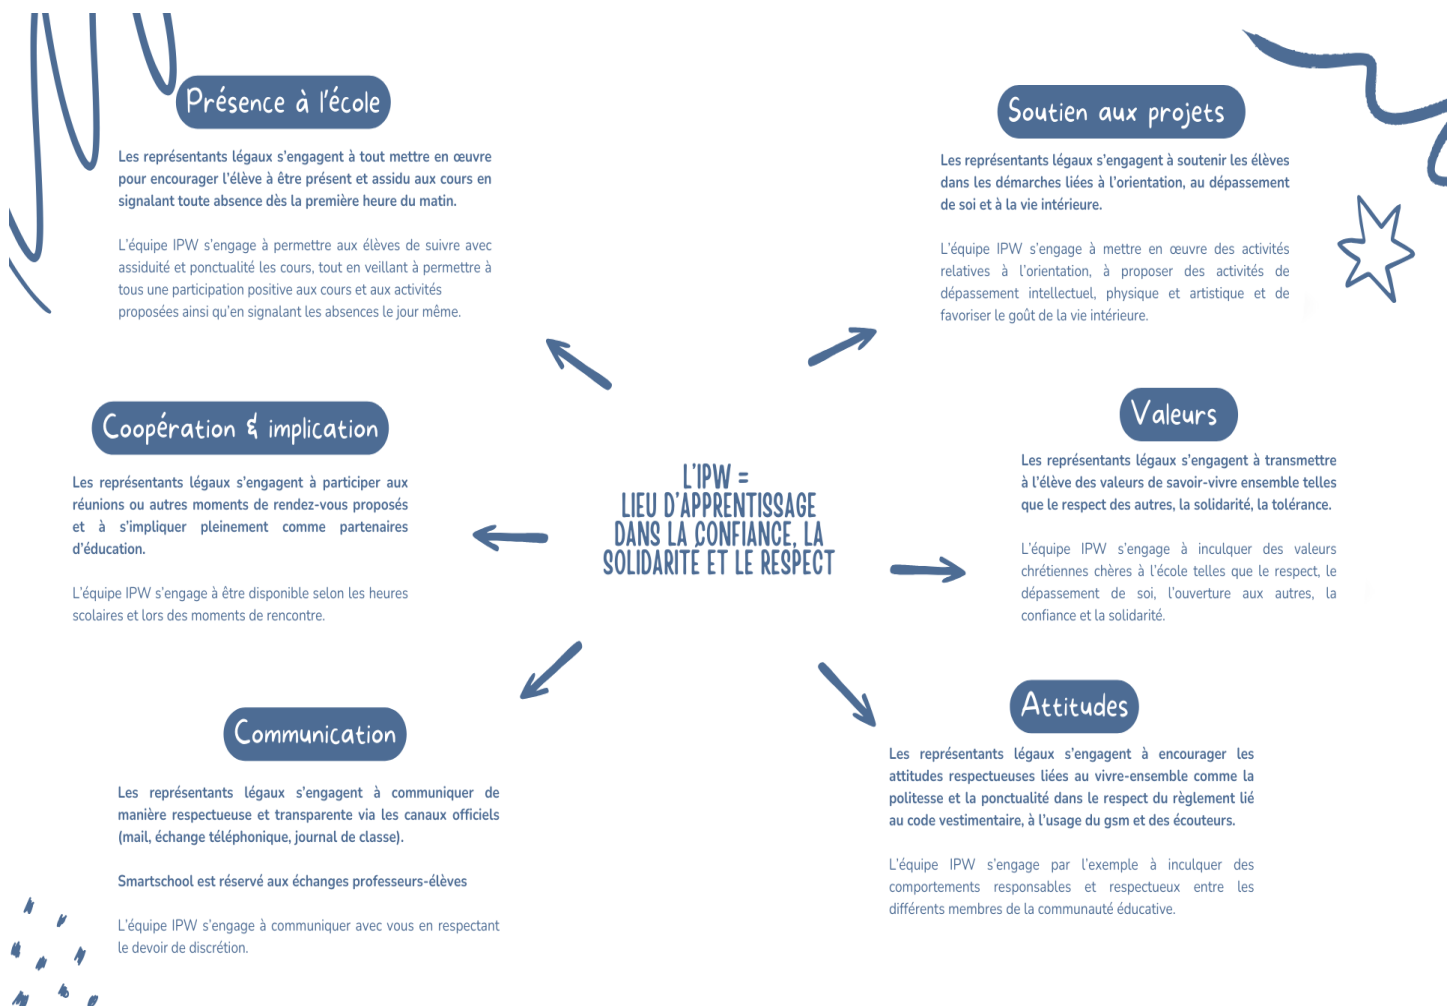 Présence à l'école
Les représentants légaux s'engagent à tout mettre en œuvre
pour encourager l'élève à être présent et assidu aux cours en
signalant toute absence dès la première heure du matin.
L'équipe IPW s'engage à permettre aux élèves de suivre avec
assiduité et ponctualité les cours, tout en veillant à permettre à
tous une participation positive aux cours et aux activités
proposées ainsi qu'en signalant les absences le jour même.
Coopération & implication
Les représentants légaux s'engagent à participer aux
réunions ou autres moments de rendez-vous proposés
et à s'impliquer pleinement comme partenaires
d'éducation.
L'équipe IPW s'engage à être disponible selon les heures
scolaires et lors des moments de rencontre.
Communication
Les représentants légaux s'engagent à communiquer de
manière respectueuse et transparente via les canaux officiels
(mail, échange téléphonique, journal de classe).
Smartschool est réservé aux échanges professeurs-élèves
L'équipe IPW s'engage à communiquer avec vous en respectant
le devoir de discrétion.
L'IPW =
LIEU D'APPRENTISSAGE
DANS LA CONFIANCE, LA
SOLIDARITÉ ET LE RESPECT
Soutien aux projets
Les représentants légaux s'engagent à soutenir les élèves
dans les démarches liées à l'orientation, au dépassement
de soi et à la vie intérieure.
L'équipe IPW s'engage à mettre en œuvre des activités
relatives à l'orientation, à proposer des activités de
dépassement intellectuel, physique et artistique et de
favoriser le goût de la vie intérieure.
Valeurs
Les représentants légaux s'engagent à transmettre
à l'élève des valeurs de savoir-vivre ensemble telles
que le respect des autres, la solidarité, la tolérance.
L'équipe IPW s'engage à inculquer des valeurs
chrétiennes chères à l'école telles que le respect, le
dépassement de soi, l'ouverture aux autres, la
confiance et la solidarité.
Attitudes
Les représentants légaux s'engagent à encourager les
attitudes respectueuses liées au vivre-ensemble comme la
politesse et la ponctualité dans le respect du règlement lié
au code vestimentaire, à l'usage du gsm et des écouteurs.
L'équipe IPW s'engage par l'exemple à inculquer des
comportements responsables et respectueux entre les
différents membres de la communauté éducative.